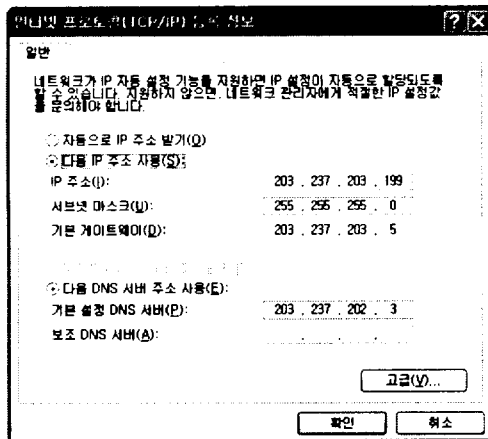 인터넷 프로토콜(TCP/IP) 등록 정보
일반
네트워크가 IP 자동 설정 기능을 지원하면 IP 설정이 자동으로 할당되도록
할 수 있습니다. 지원하지 않으면, 네트워크 관리자에게 적절한 IP 설정값
을 문의해야 합니다.
자동으로 IP 주소 받기(O)
다음 IP 주소 사용(S):
IP 주소(I): 203 . 237 . 203 . 199
서브넷 마스크(U): 255 . 255 . 255 . 0
기본 게이트웨이(D): 203 . 237 . 203 . 5
다음 DNS 서버 주소 사용(E):
기본 설정 DNS 서버(P): 203 . 237 . 202 . 3
보조 DNS 서버(A): . . .
고급(V)...
확인 취소